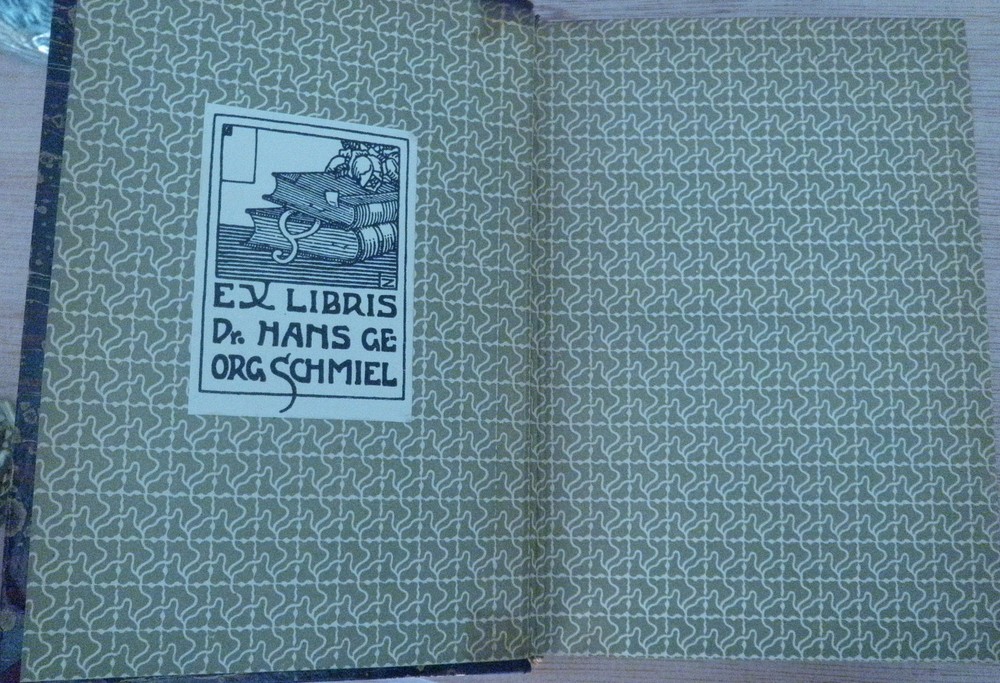 EX LIBRIS
Dr. HANS GE
ORG SCHMIEL